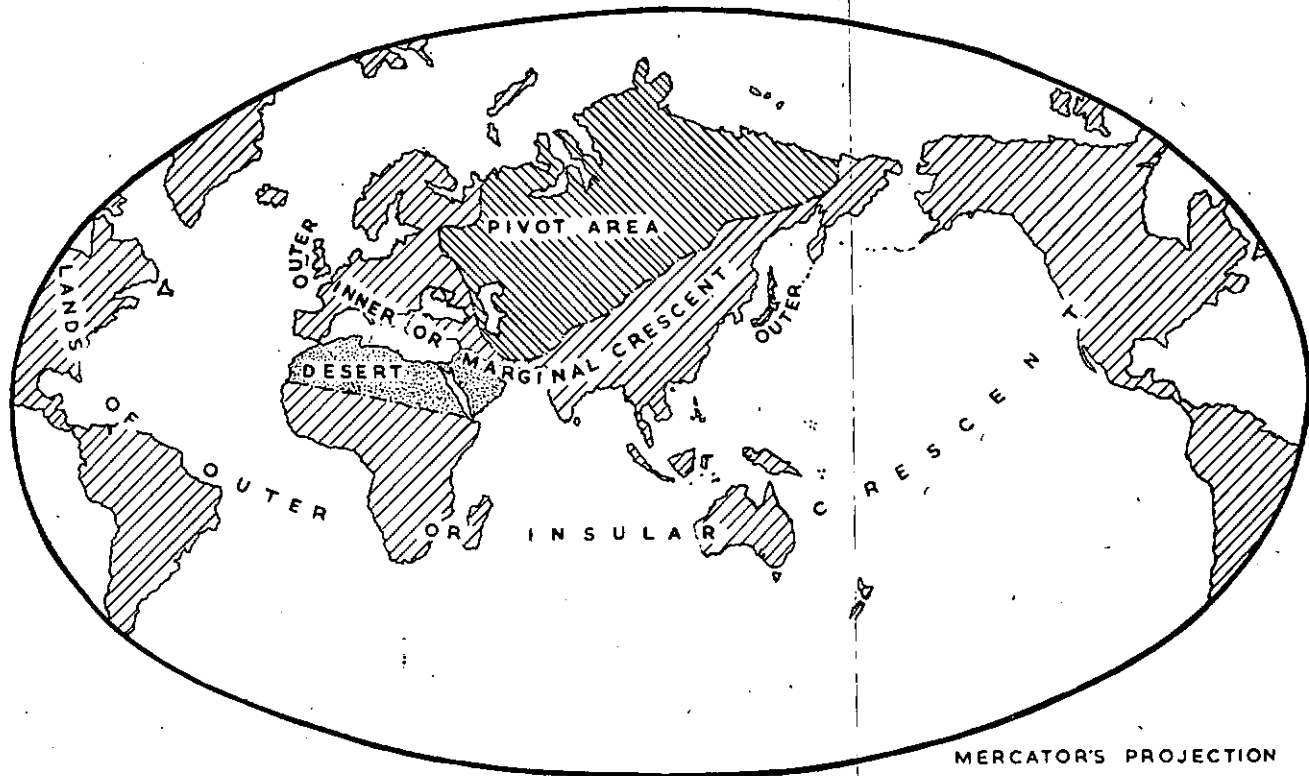 PIVOT AREA
OUTER
INNER OR MARGINAL CRESCENT
DESERT
OUTER
LANDS OF OUTER OR INSULAR CRESCENT
MERCATOR'S PROJECTION